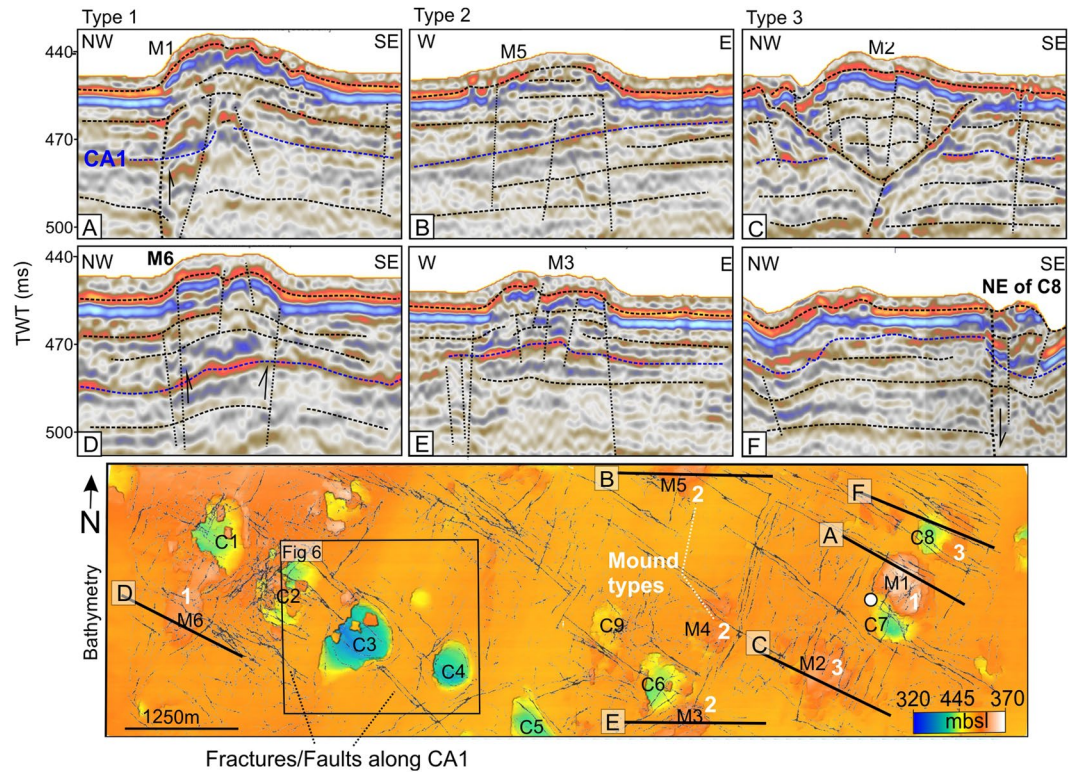 Type 1
Type 2
Type 3
NW
M1
SE
W
M5
E
NW
M2
SE
440
470
500
CA1
A
B
C
NW
M6
SE
W
M3
E
NW
NE of C8
SE
440
470
500
TWT (ms)
D
E
F
N
Bathymetry
B
M5
2
F
C8
3
A
M1
1
C1
Fig 6
C2
D
1
M6
C3
C4
Mound
types
C9
M4
2
C7
C
M2
3
C6
2
M3
E
C5
1250m
320 445 370
mbsl
Fractures/Faults along CA1